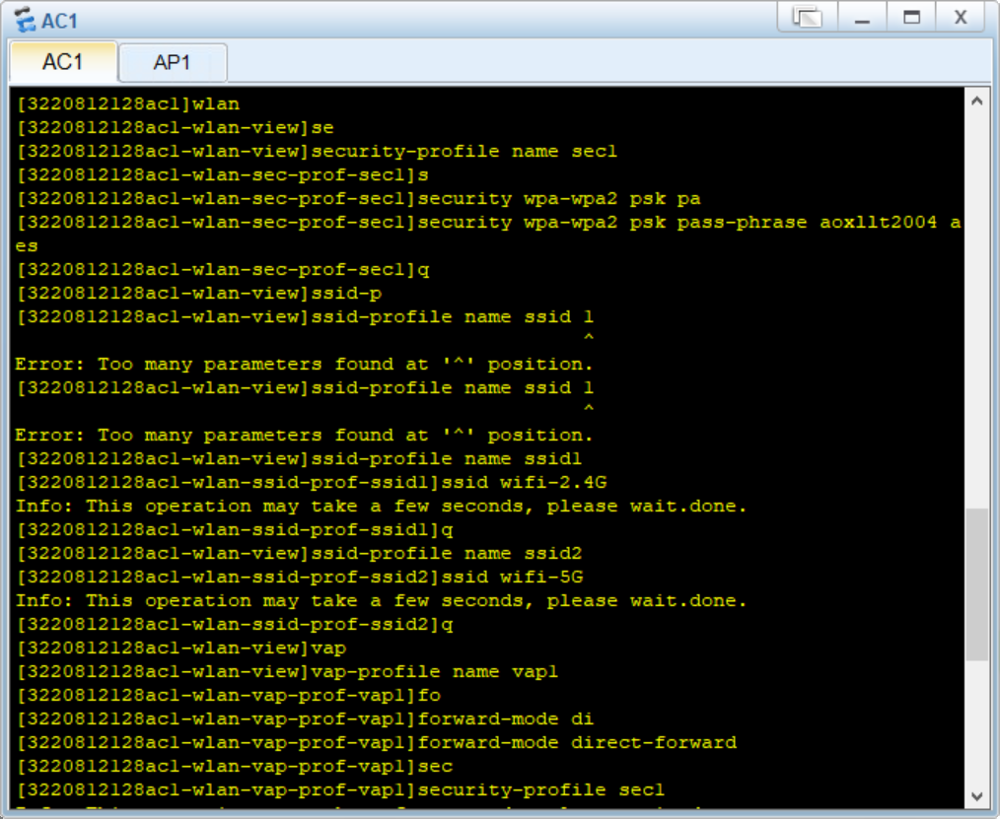 AC1
X
AC1
AP1
[3220812128ac1]wlan
[3220812128ac1-wlan-view]se
[3220812128ac1-wlan-view]security-profile name sec1
[3220812128ac1-wlan-sec-prof-sec1]s
[3220812128ac1-wlan-sec-prof-sec1]security wpa-wpa2 psk pa
[3220812128ac1-wlan-sec-prof-sec1]security wpa-wpa2 psk pass-phrase aoxllt2004 a
es
[3220812128ac1-wlan-sec-prof-sec1]q
[3220812128ac1-wlan-view]ssid-p
[3220812128ac1-wlan-view]ssid-profile name ssid 1
^
Error: Too many parameters found at '^' position.
[3220812128ac1-wlan-view]ssid-profile name ssid 1
^
Error: Too many parameters found at '^' position.
[3220812128ac1-wlan-view]ssid-profile name ssid1
[3220812128ac1-wlan-ssid-prof-ssid1]ssid wifi-2.4G
Info: This operation may take a few seconds, please wait.done.
[3220812128ac1-wlan-ssid-prof-ssid1]q
[3220812128ac1-wlan-view]ssid-profile name ssid2
[3220812128ac1-wlan-ssid-prof-ssid2]ssid wifi-5G
Info: This operation may take a few seconds, please wait.done.
[3220812128ac1-wlan-ssid-prof-ssid2]q
[3220812128ac1-wlan-view]vap
[3220812128ac1-wlan-view]vap-profile name vap1
[3220812128ac1-wlan-vap-prof-vap1]fo
[3220812128ac1-wlan-vap-prof-vap1]forward-mode di
[3220812128ac1-wlan-vap-prof-vap1]forward-mode direct-forward
[3220812128ac1-wlan-vap-prof-vap1]sec
[3220812128ac1-wlan-vap-prof-vap1]security-profile sec1